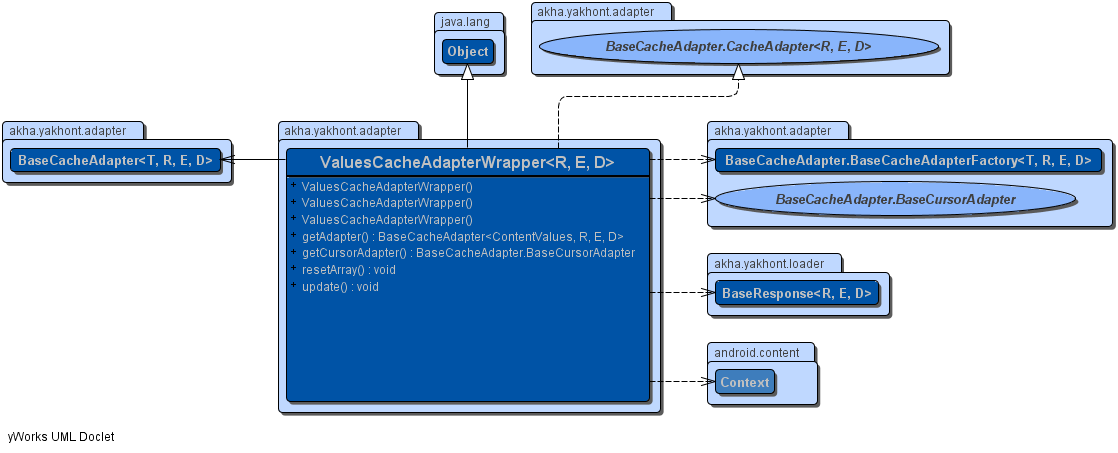 java.lang
Object
akha.yakhont.adapter
BaseCacheAdapter.CacheAdapter<R, E, D>
akha.yakhont.adapter
BaseCacheAdapter<T, R, E, D>
akha.yakhont.adapter
ValuesCacheAdapterWrapper<R, E, D>
+ ValuesCacheAdapterWrapper()
+ ValuesCacheAdapterWrapper()
+ ValuesCacheAdapterWrapper()
+ getAdapter() : BaseCacheAdapter<ContentValues, R, E, D>
+ getCursorAdapter() : BaseCacheAdapter.BaseCursorAdapter
+ resetArray() : void
+ update() : void
akha.yakhont.adapter
BaseCacheAdapter.BaseCacheAdapterFactory<T, R, E, D>
BaseCacheAdapter.BaseCursorAdapter
akha.yakhont.loader
BaseResponse<R, E, D>
android.content
Context
yWorks UML Doclet